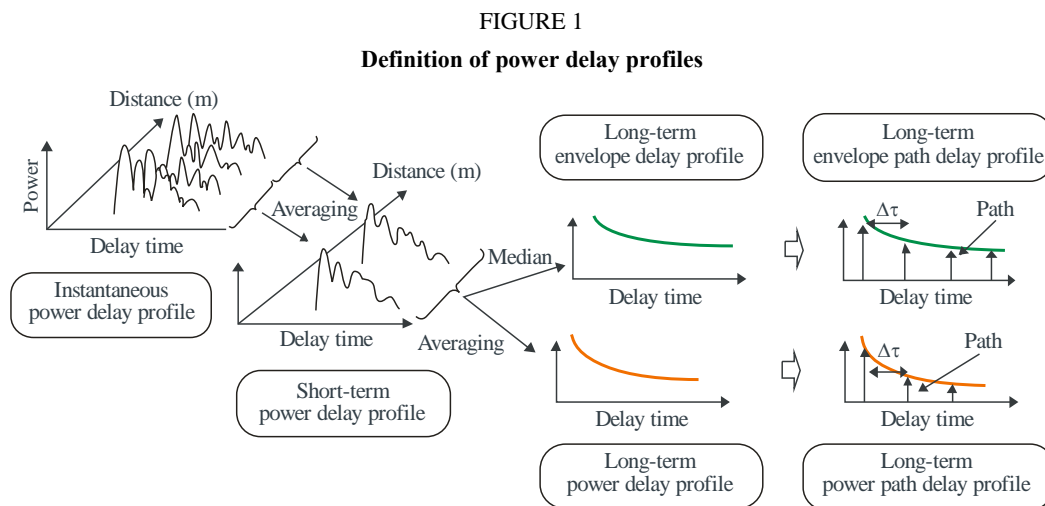 FIGURE 1
Definition of power delay profiles
Distance (m)
Power
Delay time
Instantaneous
power delay profile
Averaging
Distance (m)
Delay time
Short-term
power delay profile
Median
Averaging
Long-term
envelope delay profile
Delay time
Long-term
envelope path delay profile
Δτ
Path
Delay time
Delay time
Long-term
power delay profile
Δτ
Path
Delay time
Long-term
power path delay profile